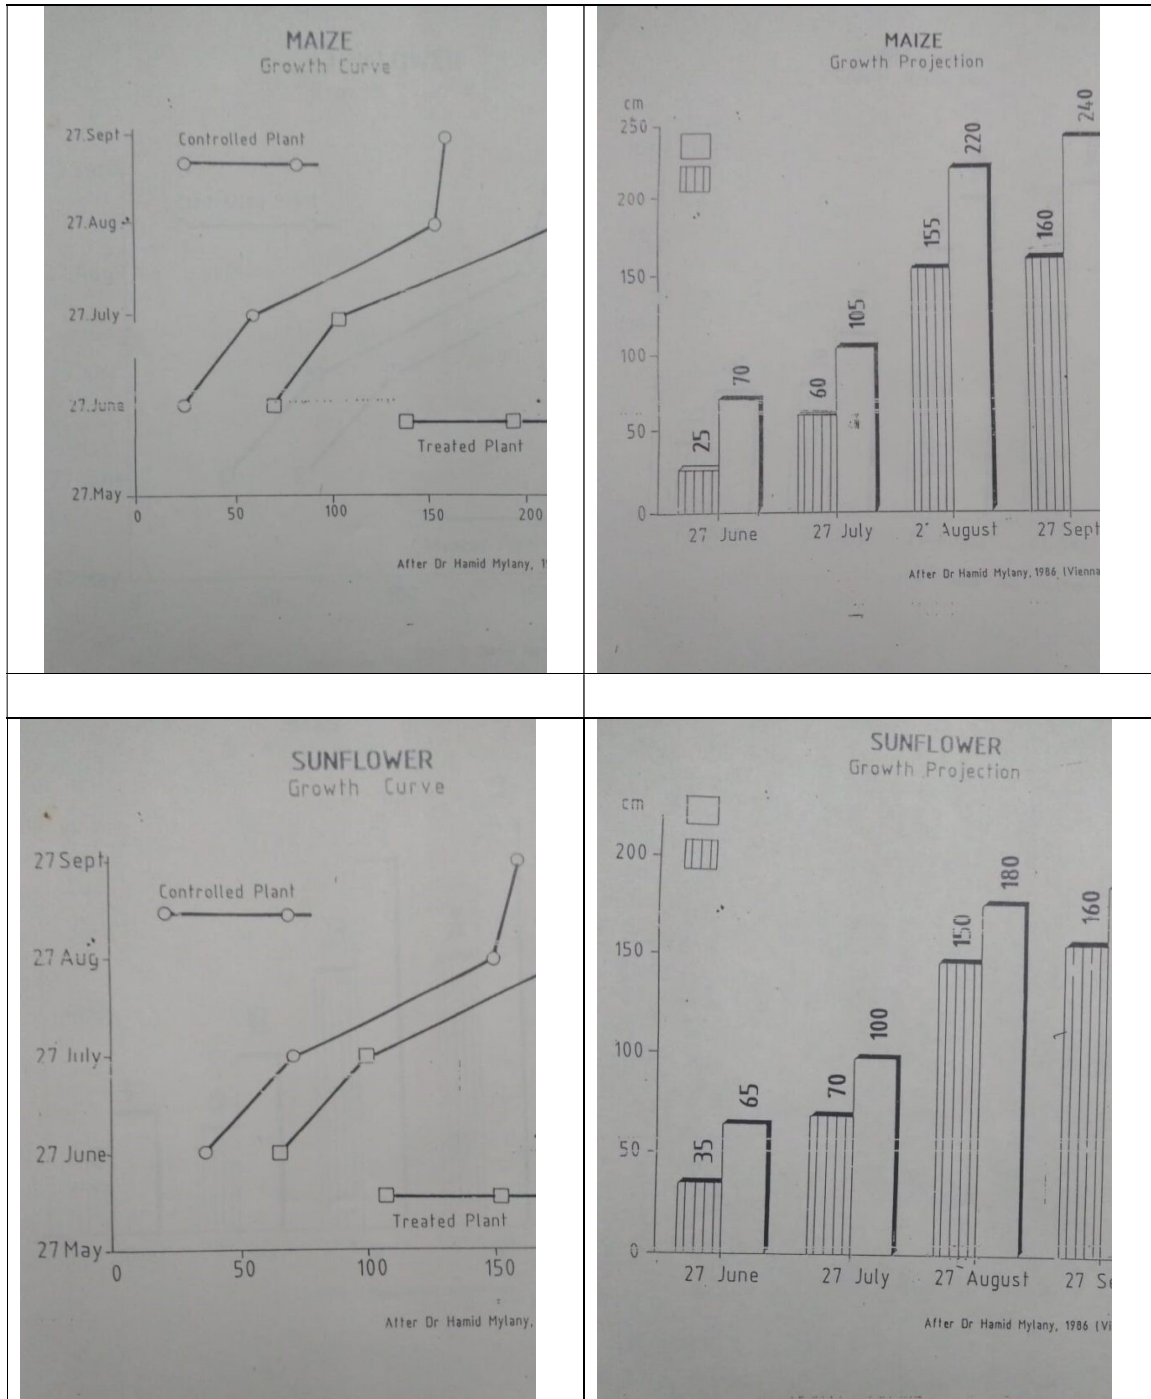 MAIZE
Growth Curve
27.Sept
Controlled Plant
27.Aug
27.July
27.June
Treated Plant
27.May
0 50 100 150 200
After Dr Hamid Mylany,
MAIZE
Growth Projection
cm
250
240
220
200
155
160
150
105
100
70
60
50
25
0
27 June 27 July August 27 Sept
After Dr Hamid Mylany, 1986 (Vienna
SUNFLOWER
Growth Curve
27 Sept
Controlled Plant
27 Aug
27 July
27 June
Treated Plant
27 May
0 50 100 150
After Dr Hamid Mylany,
SUNFLOWER
Growth Projection
cm
200
180
160
150
150
100
100
70
65
50
35
0
27 June 27 July 27 August 27 Se
After Dr Hamid Mylany, 1986 (Vi